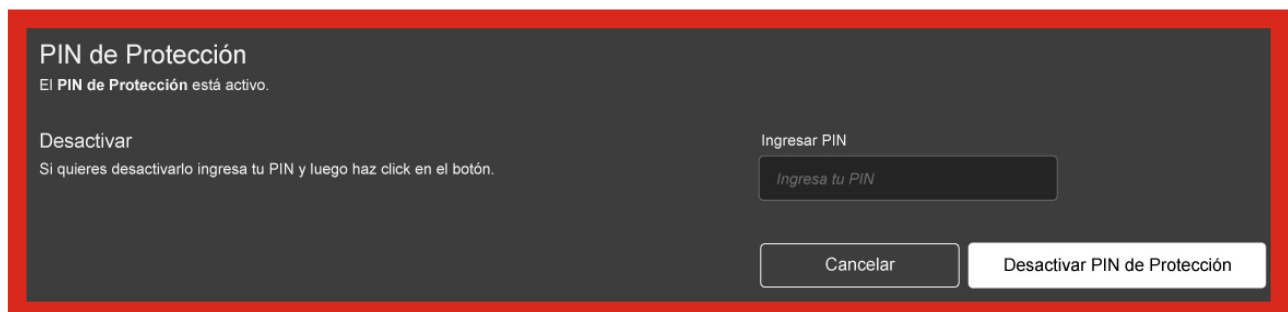 PIN de Protección
El PIN de Protección está activo.
Desactivar
Si quieres desactivarlo ingresa tu PIN y luego haz click en el botón.
Ingresar PIN
Ingresa tu PIN
Cancelar
Desactivar PIN de Protección